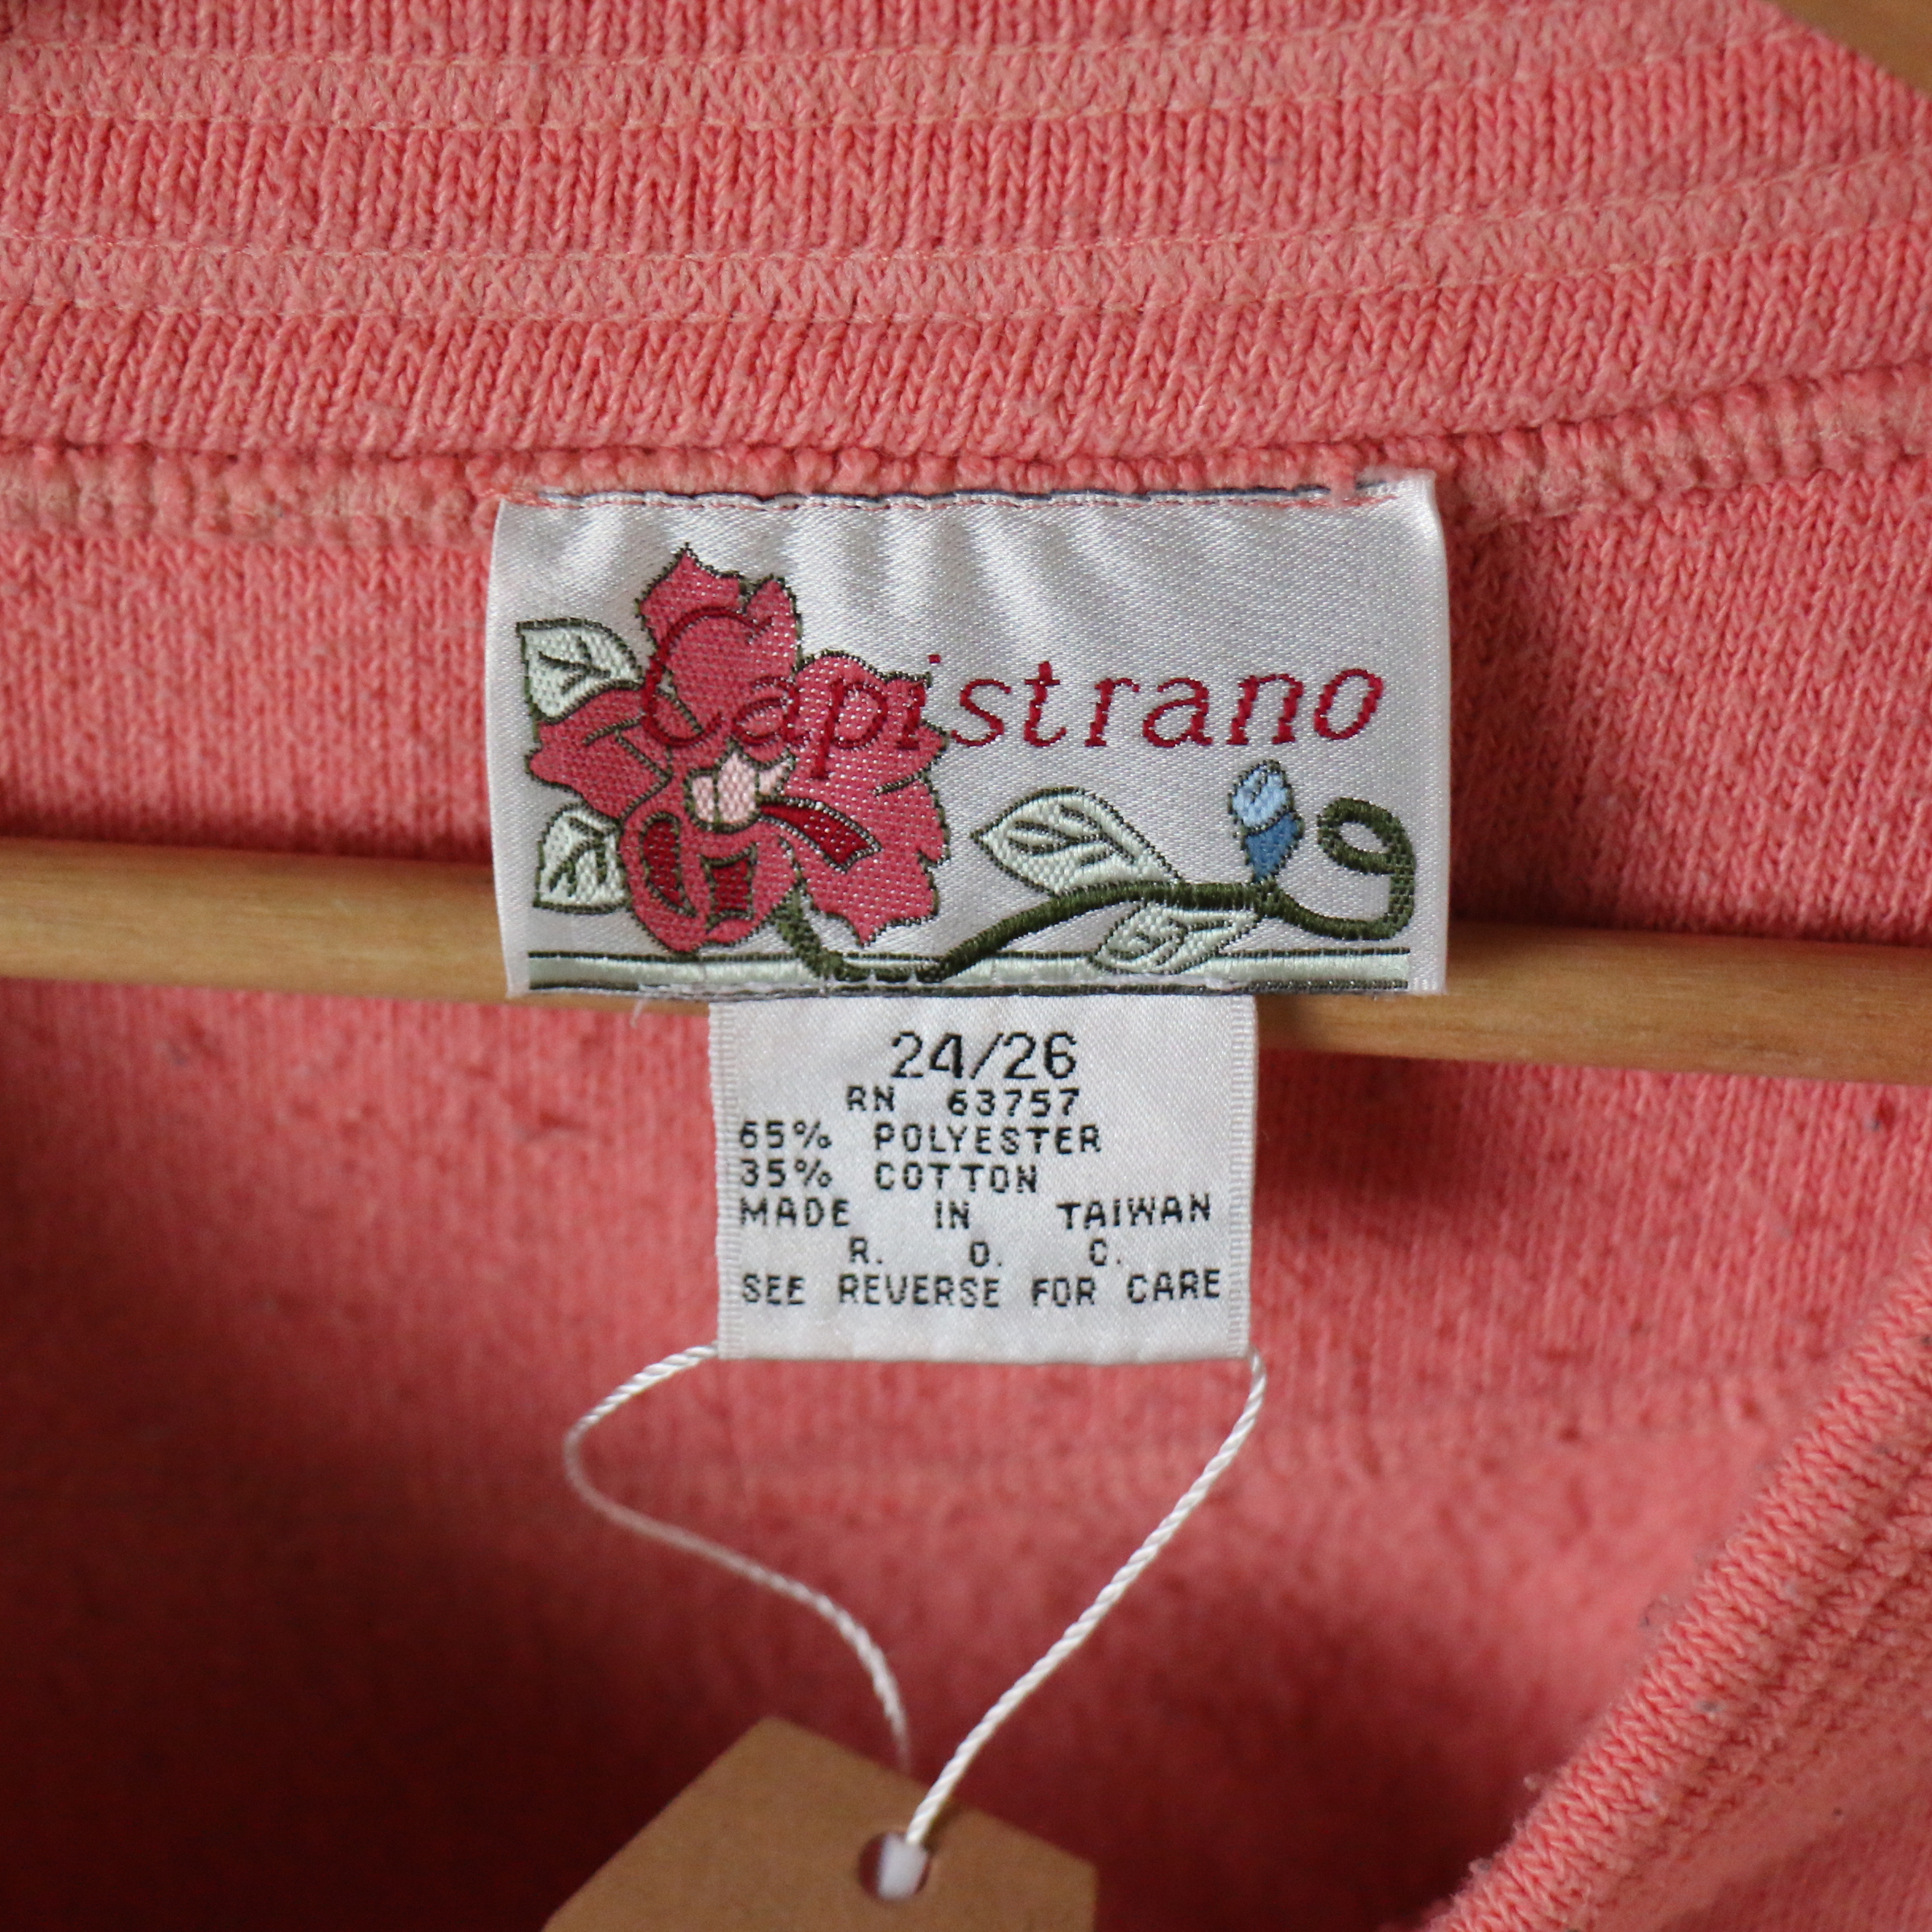 Capistrano
24/26
RN 63757
65% POLYESTER
35% COTTON
MADE IN TAIWAN
R. O. C.
SEE REVERSE FOR CARE